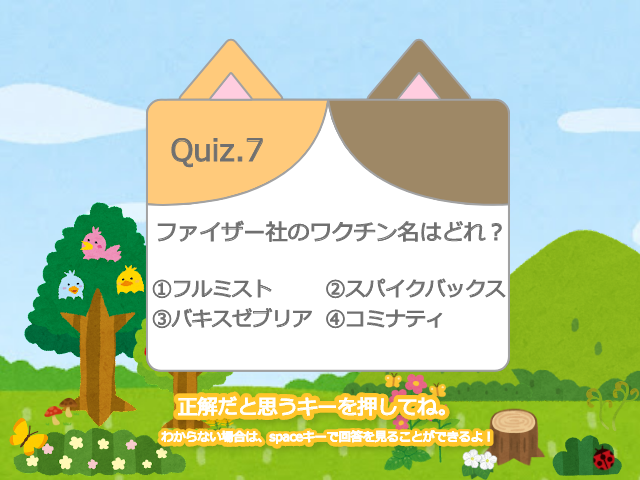 Quiz.7
ファイザー社のワクチン名はどれ？
①フルミスト ②スパイクバックス
③バキスゼブリア ④コミナティ
正解だと思うキーを押してね。
わからない場合は、spaceキーで回答を見ることができるよ！